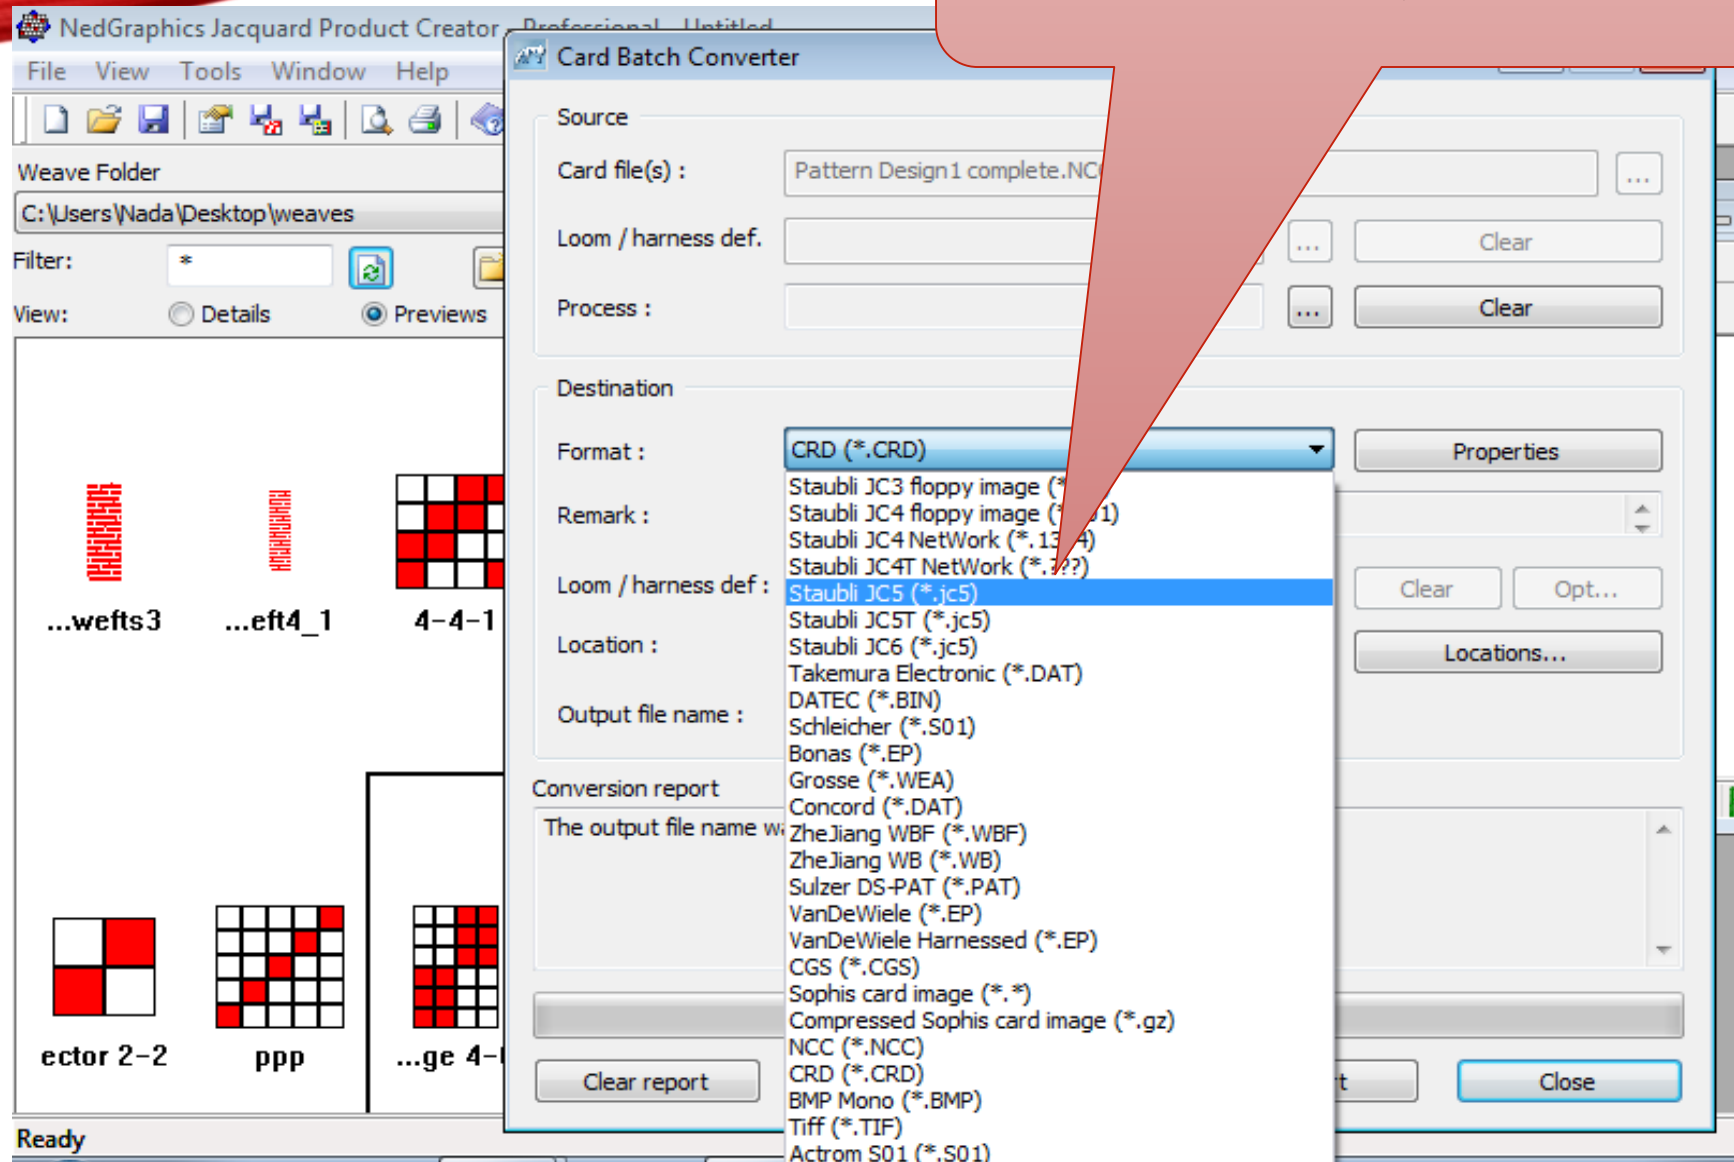 NedGraphics Jacquard Product Creator - Professional - Untitled
File View Tools Window Help
Weave Folder
C:\Users\Nada\Desktop\weaves
Filter: *
View: Details Previews
...wefts3 ...eft4_1 4-4-1
ector 2-2 ppp ...ge 4-
Ready
Card Batch Converter
Source
Card file(s) : Pattern Design1 complete.NC ...
Loom / harness def. ... Clear
Process : ... Clear
Destination
Format : CRD (*.CRD) Properties
Remark :
Loom / harness def : Clear Opt...
Location : Locations...
Output file name :
Staubli JC3 floppy image (*
Staubli JC4 floppy image (* 1)
Staubli JC4 NetWork (*.13 4)
Staubli JC4T NetWork (*.???)
Staubli JC5 (*.jc5)
Staubli JC5T (*.jc5)
Staubli JC6 (*.jc5)
Takemura Electronic (*.DAT)
DATEC (*.BIN)
Schleicher (*.S01)
Bonas (*.EP)
Grosse (*.WEA)
Concord (*.DAT)
ZheJiang WBF (*.WBF)
ZheJiang WB (*.WB)
Sulzer DS-PAT (*.PAT)
VanDeWiele (*.EP)
VanDeWiele Harnessed (*.EP)
CGS (*.CGS)
Sophis card image (*.*)
Compressed Sophis card image (*.gz)
NCC (*.NCC)
CRD (*.CRD)
BMP Mono (*.BMP)
Tiff (*.TIF)
Actrom S01 (*.S01)
Conversion report
The output file name w
Clear report t Close